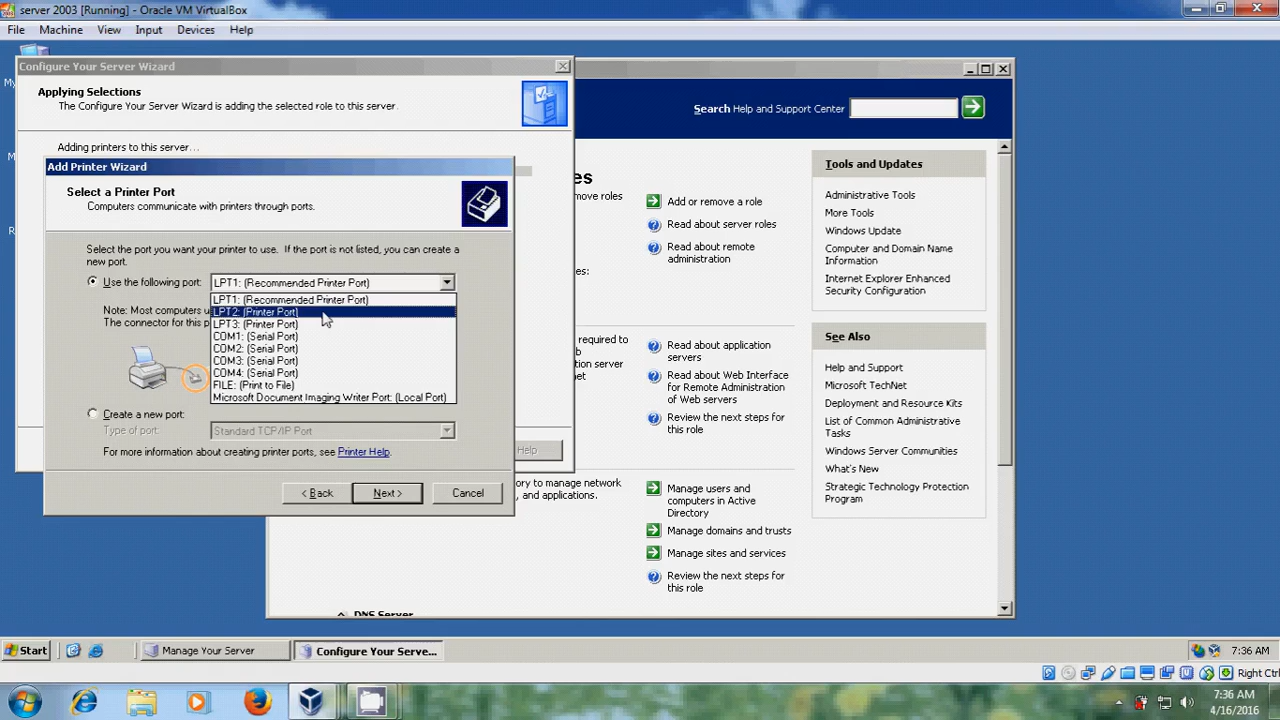 server 2003 [Running] - Oracle VM VirtualBox
File Machine View Input Devices Help
Configure Your Server Wizard
Applying Selections
The Configure Your Server Wizard is adding the selected role to this server.
Adding printers to this server...
Add Printer Wizard
Select a Printer Port
Computers communicate with printers through ports.
Select the port you want your printer to use. If the port is not listed, you can create a
new port.
Use the following port: LPT1: (Recommended Printer Port)
LPT1: (Recommended Printer Port)
Note: Most computers u
LPT2: (Printer Port)
The connector for this p
LPT3: (Printer Port)
COM1: (Serial Port)
COM2: (Serial Port)
COM3: (Serial Port)
COM4: (Serial Port)
FILE: (Print to File)
Microsoft Document Imaging Writer Port: (Local Port)
Create a new port:
Type of port: Standard TCP/IP Port
For more information about creating printer ports, see Printer Help.
< Back Next > Cancel
Help
Search Help and Support Center
es
move roles
Add or remove a role
Read about server roles
Read about remote
administration
es:
required to
b
tion server
et
Read about application
servers
Read about Web Interface
for Remote Administration
of Web servers
Review the next steps for
this role
ory to manage network
, and applications.
Manage users and
computers in Active
Directory
Manage domains and trusts
Manage sites and services
Review the next steps for
this role
DNS Server
Tools and Updates
Administrative Tools
More Tools
Windows Update
Computer and Domain Name
Information
Internet Explorer Enhanced
Security Configuration
See Also
Help and Support
Microsoft TechNet
Deployment and Resource Kits
List of Common Administrative
Tasks
Windows Server Communities
What's New
Strategic Technology Protection
Program
Start Manage Your Server Configure Your Serve... 7:36 AM
Right Ctrl
7:36 AM
4/16/2016